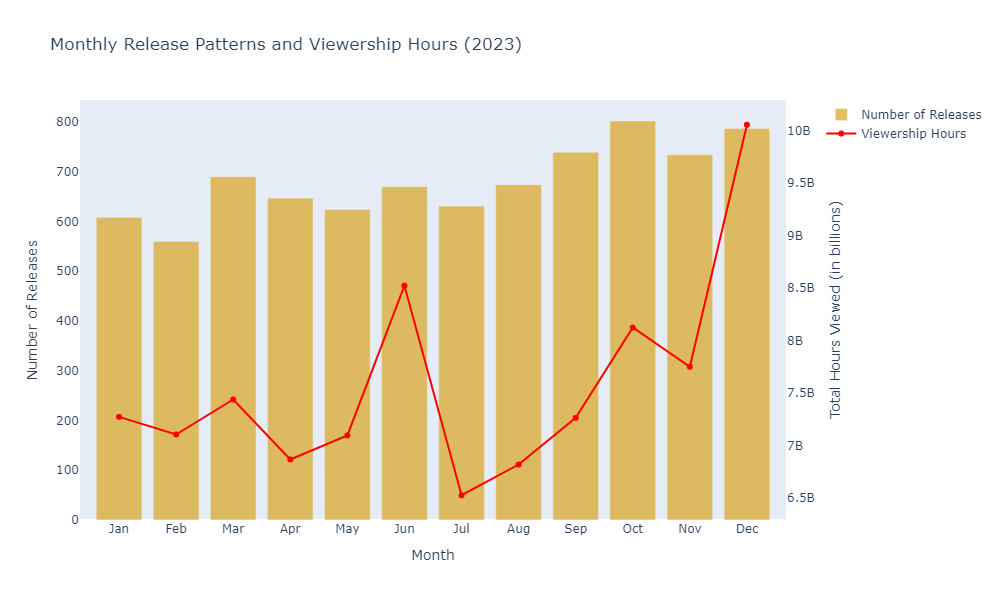 Monthly Release Patterns and Viewership Hours (2023)
Number of Releases
Viewership Hours
800
700
600
500
400
300
200
100
0
Number of Releases
10B
9.5B
9B
8.5B
8B
7.5B
7B
6.5B
Total Hours Viewed (in billions)
Jan Feb Mar Apr May Jun Jul Aug Sep Oct Nov Dec
Month